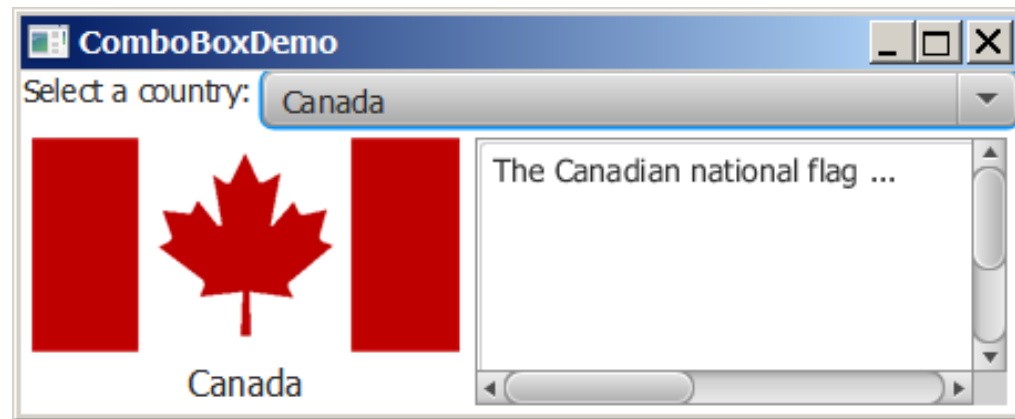 ComboBoxDemo
Select a country: Canada
The Canadian national flag ...
Canada